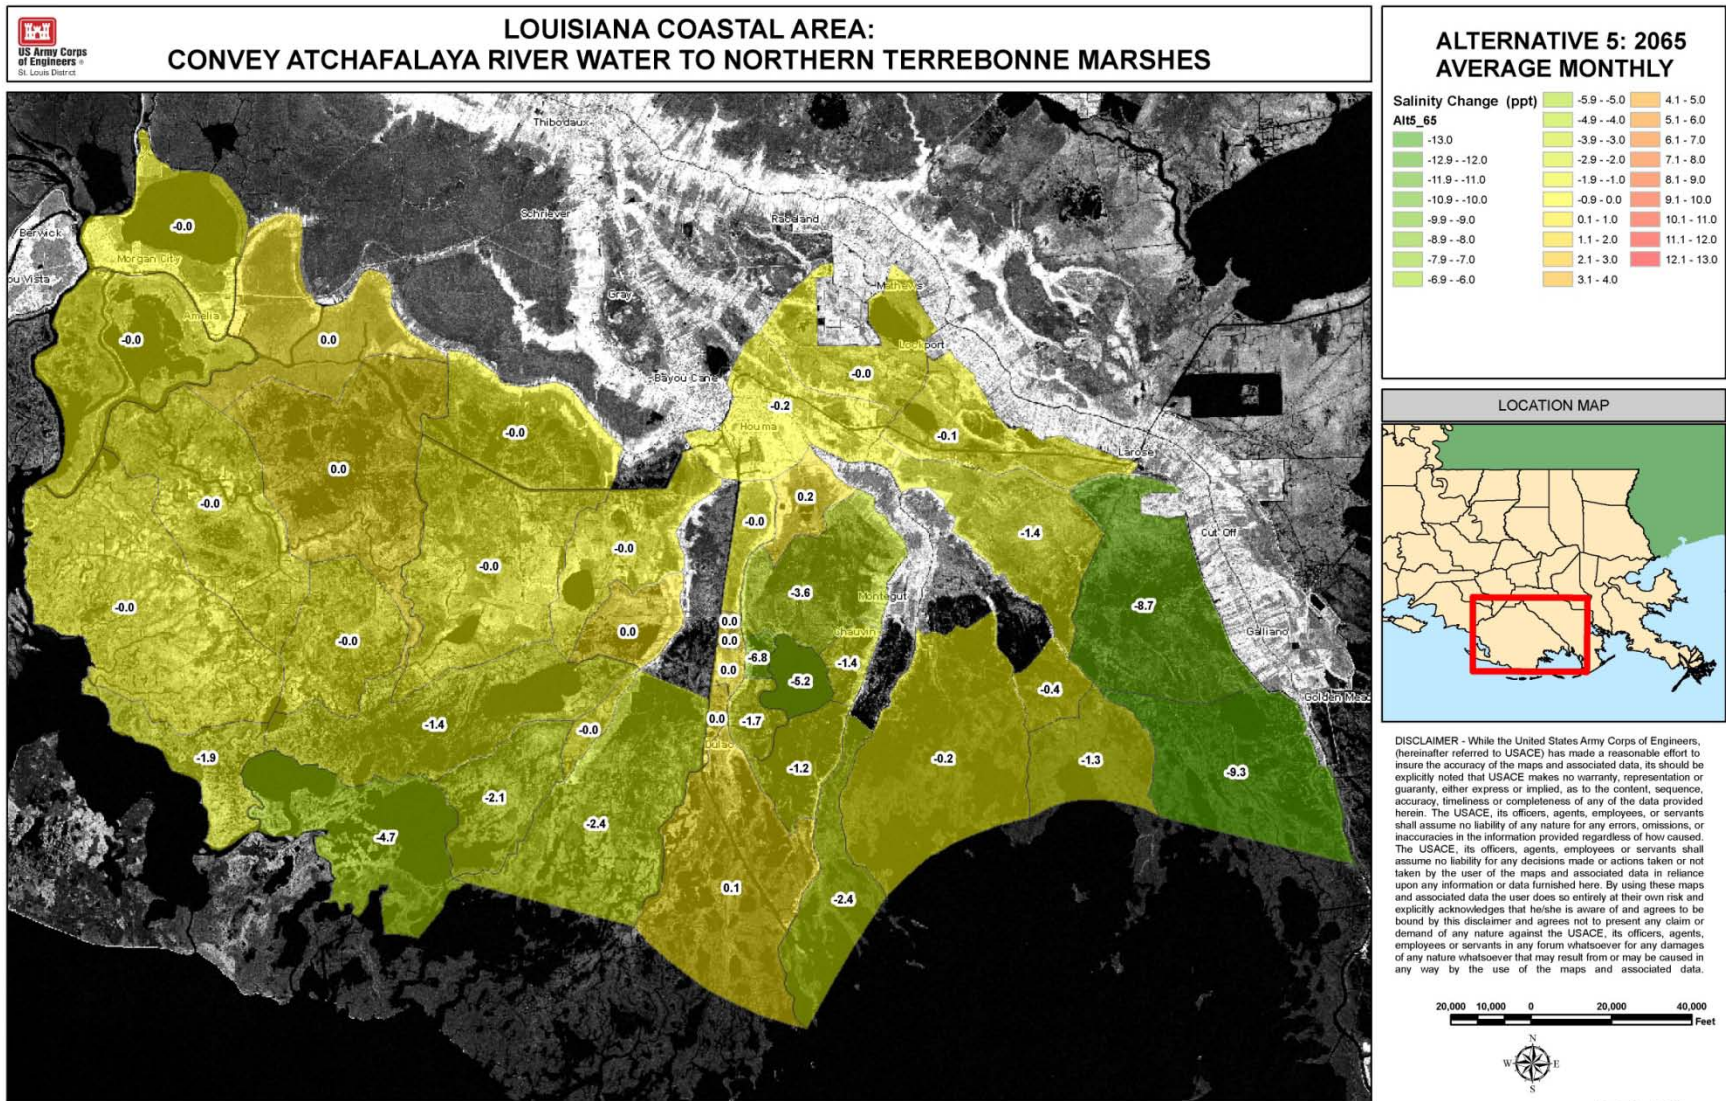 US Army Corps
of Engineers ®
St. Louis District
LOUISIANA COASTAL AREA:
CONVEY ATCHAFALAYA RIVER WATER TO NORTHERN TERREBONNE MARSHES
ALTERNATIVE 5: 2065
AVERAGE MONTHLY
Salinity Change (ppt)
Alt5_65
-13.0
-12.9 - -12.0
-11.9 - -11.0
-10.9 - -10.0
-9.9 - -9.0
-8.9 - -8.0
-7.9 - -7.0
-6.9 - -6.0
-5.9 - -5.0
-4.9 - -4.0
-3.9 - -3.0
-2.9 - -2.0
-1.9 - -1.0
-0.9 - 0.0
0.1 - 1.0
1.1 - 2.0
2.1 - 3.0
3.1 - 4.0
4.1 - 5.0
5.1 - 6.0
6.1 - 7.0
7.1 - 8.0
8.1 - 9.0
9.1 - 10.0
10.1 - 11.0
11.1 - 12.0
12.1 - 13.0
Thibodaux
Schriever
Raceland
-0.0
Berwick
Morgan City
ou Vista
Mathews
Gray
Amelia
-0.0
0.0
Lockport
Bayou Cane
-0.0
-0.2
Houma
-0.0
-0.1
Larose
0.0
0.2
-0.0
-0.0
-0.0
-1.4
Cut Off
-0.0
-3.6
Montegut
-8.7
-0.0
-0.0
0.0
0.0
0.0
Chauvin
Galliano
-6.8
-1.4
0.0
-5.2
-0.4
Golden Mead
0.0
-1.7
-1.4
-0.0
Dulac
-1.9
-1.2
-0.2
-1.3
-9.3
-2.1
-2.4
-4.7
0.1
-2.4
LOCATION MAP
DISCLAIMER - While the United States Army Corps of Engineers,
(hereinafter referred to USACE) has made a reasonable effort to
insure the accuracy of the maps and associated data, its should be
explicitly noted that USACE makes no warranty, representation or
guaranty, either express or implied, as to the content, sequence,
accuracy, timeliness or completeness of any of the data provided
herein. The USACE, its officers, agents, employees, or servants
shall assume no liability of any nature for any errors, omissions, or
inaccuracies in the information provided regardless of how caused.
The USACE, its officers, agents, employees or servants shall
assume no liability for any decisions made or actions taken or not
taken by the user of the maps and associated data in reliance
upon any information or data furnished here. By using these maps
and associated data the user does so entirely at their own risk and
explicitly acknowledges that he/she is aware of and agrees to be
bound by this disclaimer and agrees not to present any claim or
demand of any nature against the USACE, its officers, agents,
employees or servants in any forum whatsoever for any damages
of any nature whatsoever that may result from or may be caused in
any way by the use of the maps and associated data.
20,000 10,000 0 20,000 40,000
Feet
N
W E
S